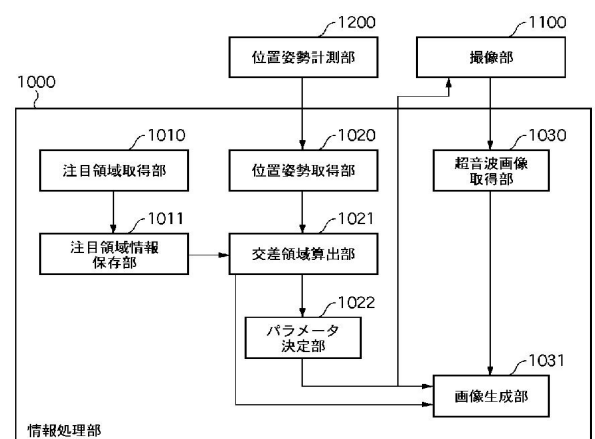 1200
1100
位置姿勢計測部
撮像部
1000
1010
1020
1030
注目領域取得部
位置姿勢取得部
超音波画像
取得部
1011
1021
注目領域情報
保存部
交差領域算出部
1022
パラメータ
決定部
1031
画像生成部
情報処理部